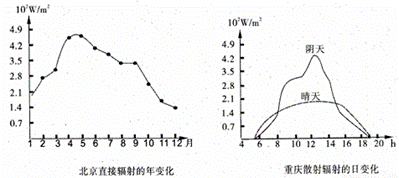 10²W/m²
4.9
4.2
3.5
2.8
2.1
1.4
0.7
1 2 3 4 5 6 7 8 9 10 11 12 月
北京直接辐射的年变化
10²W/m²
4.9
4.2
3.5
2.8
2.1
1.4
0.7
阴天
晴天
4 6 8 10 12 14 16 18 20 h
重庆散射辐射的日变化